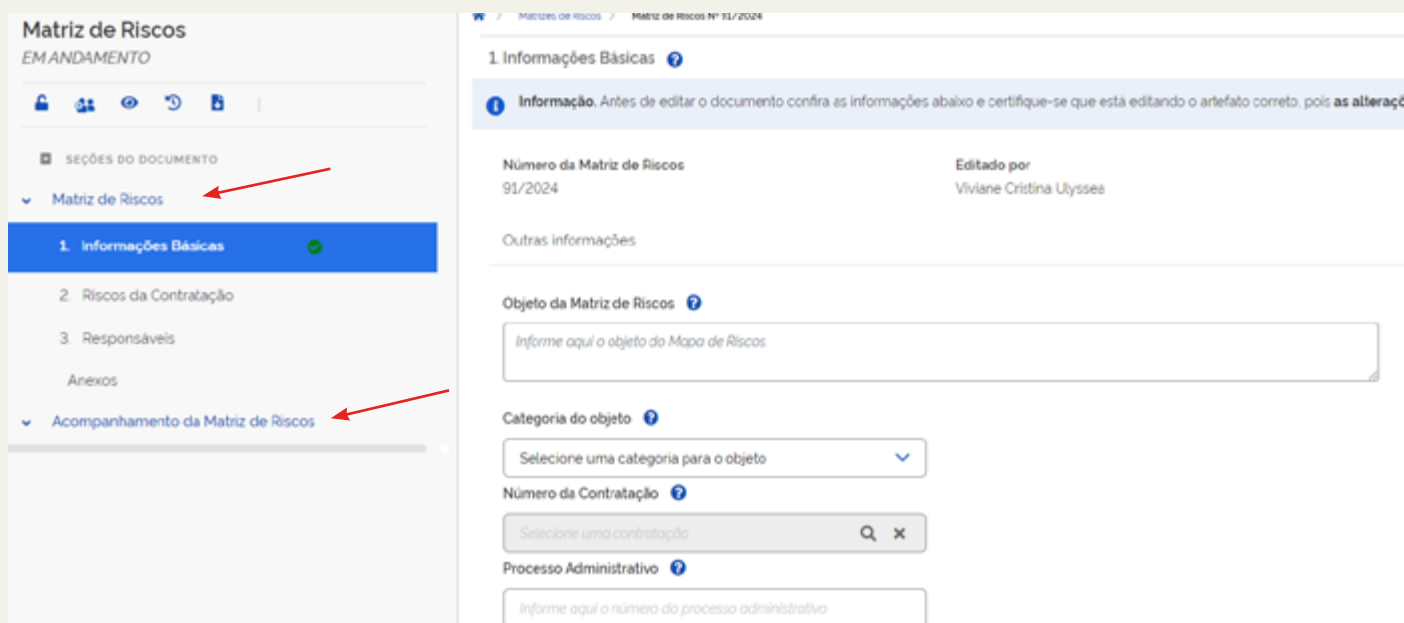 Matriz de Riscos
EM ANDAMENTO
SEÇÕES DO DOCUMENTO
Matriz de Riscos
1. Informações Básicas
2. Riscos da Contratação
3. Responsáveis
Anexos
Acompanhamento da Matriz de Riscos
> Matrizes de Riscos > Matriz de Riscos Nº 91/2024
1. Informações Básicas
Informação. Antes de editar o documento confira as informações abaixo e certifique-se que está editando o artefato correto, pois as alteraçõ
Número da Matriz de Riscos
91/2024
Editado por
Viviane Cristina Ulyssea
Outras informações
Objeto da Matriz de Riscos
Informe aqui o objeto do Mapa de Riscos
Categoria do objeto
Selecione uma categoria para o objeto
Número da Contratação
Selecione uma contratação
Processo Administrativo
Informe aqui o número do processo administrativo